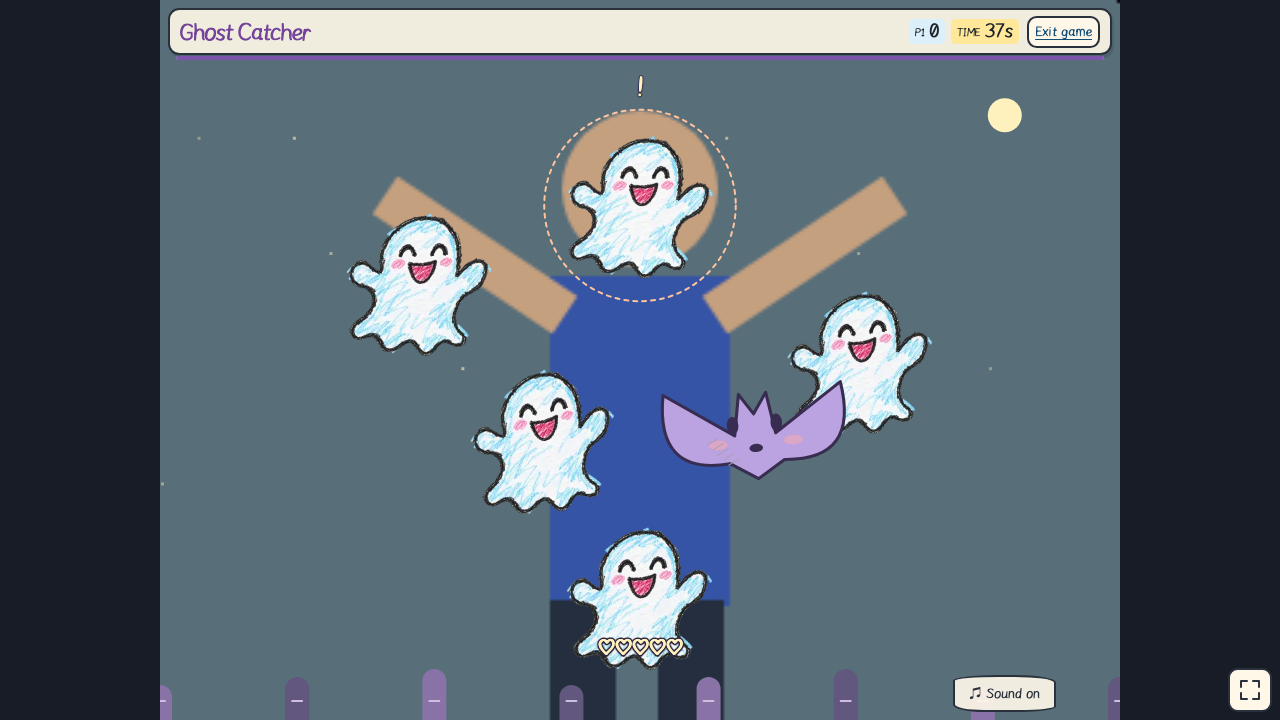 Ghost Catcher
P1 0
TIME 37s
Exit game
!
♫ Sound on